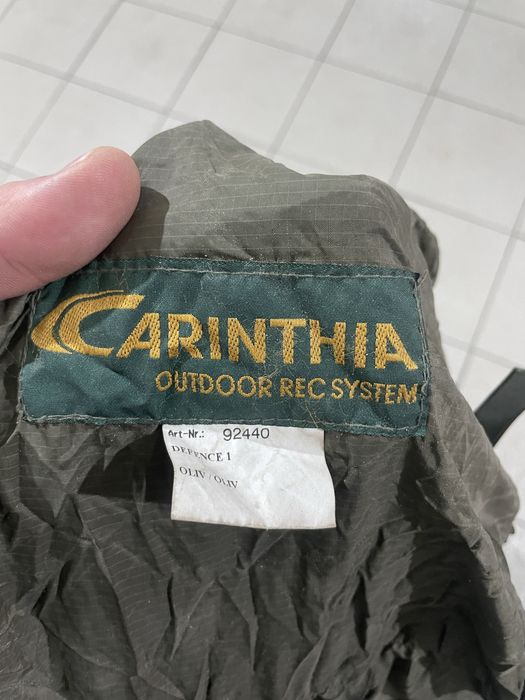 CARINTHIA
OUTDOOR REC SYSTEM
Art-Nr.: 92440
DEFENCE 1
OLIV / OLIV